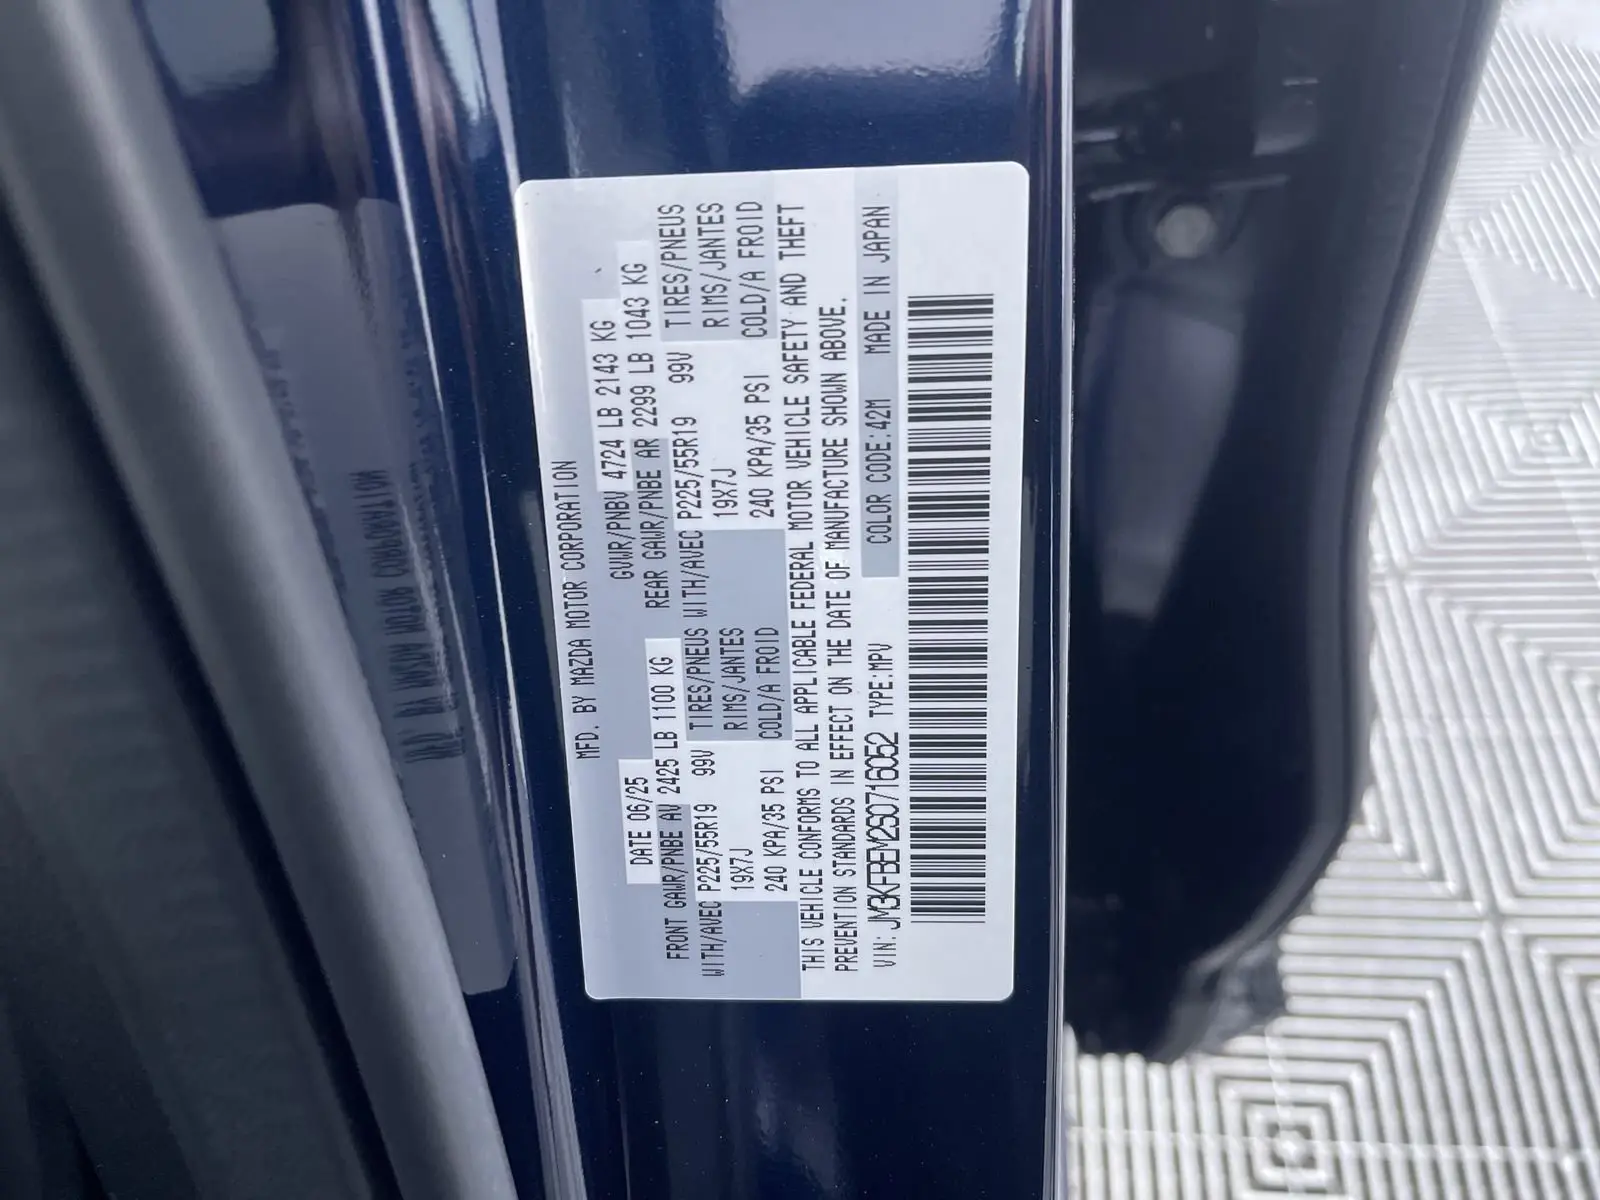 MFD. BY MAZDA MOTOR CORPORATION
DATE 06/25 GVWR/PNBV 4724 LB 2143 KG
FRONT GAWR/PNBE AV 2425 LB 1100 KG REAR GAWR/PNBE AR 2299 LB 1043 KG
WITH/AVEC P225/55R19 99V TIRES/PNEUS WITH/AVEC P225/55R19 99V TIRES/PNEUS
19X7J RIMS/JANTES 19X7J RIMS/JANTES
240 KPA/35 PSI COLD/A FROID 240 KPA/35 PSI COLD/A FROID
THIS VEHICLE CONFORMS TO ALL APPLICABLE FEDERAL MOTOR VEHICLE SAFETY AND THEFT
PREVENTION STANDARDS IN EFFECT ON THE DATE OF MANUFACTURE SHOWN ABOVE.
VIN: JM3KFBEM2S0716052 TYPE:MPV COLOR CODE:42M MADE IN JAPAN